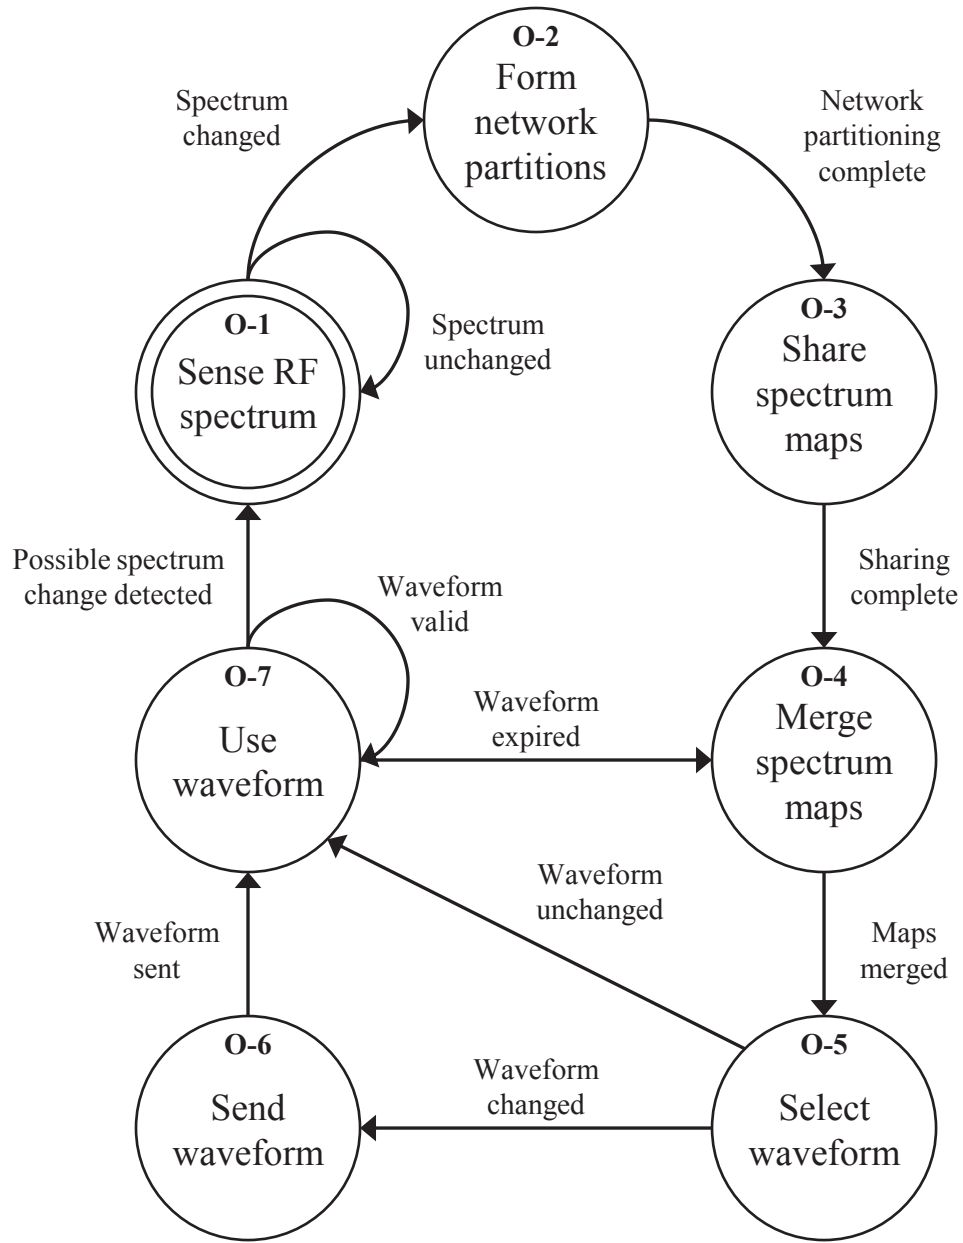 O-2
Form
network
partitions
Spectrum
changed
Network
partitioning
complete
O-1
Sense RF
spectrum
Spectrum
unchanged
O-3
Share
spectrum
maps
Possible spectrum
change detected
Waveform
valid
Sharing
complete
O-7
Use
waveform
Waveform
expired
O-4
Merge
spectrum
maps
Waveform
unchanged
Waveform
sent
Maps
merged
O-6
Send
waveform
Waveform
changed
O-5
Select
waveform